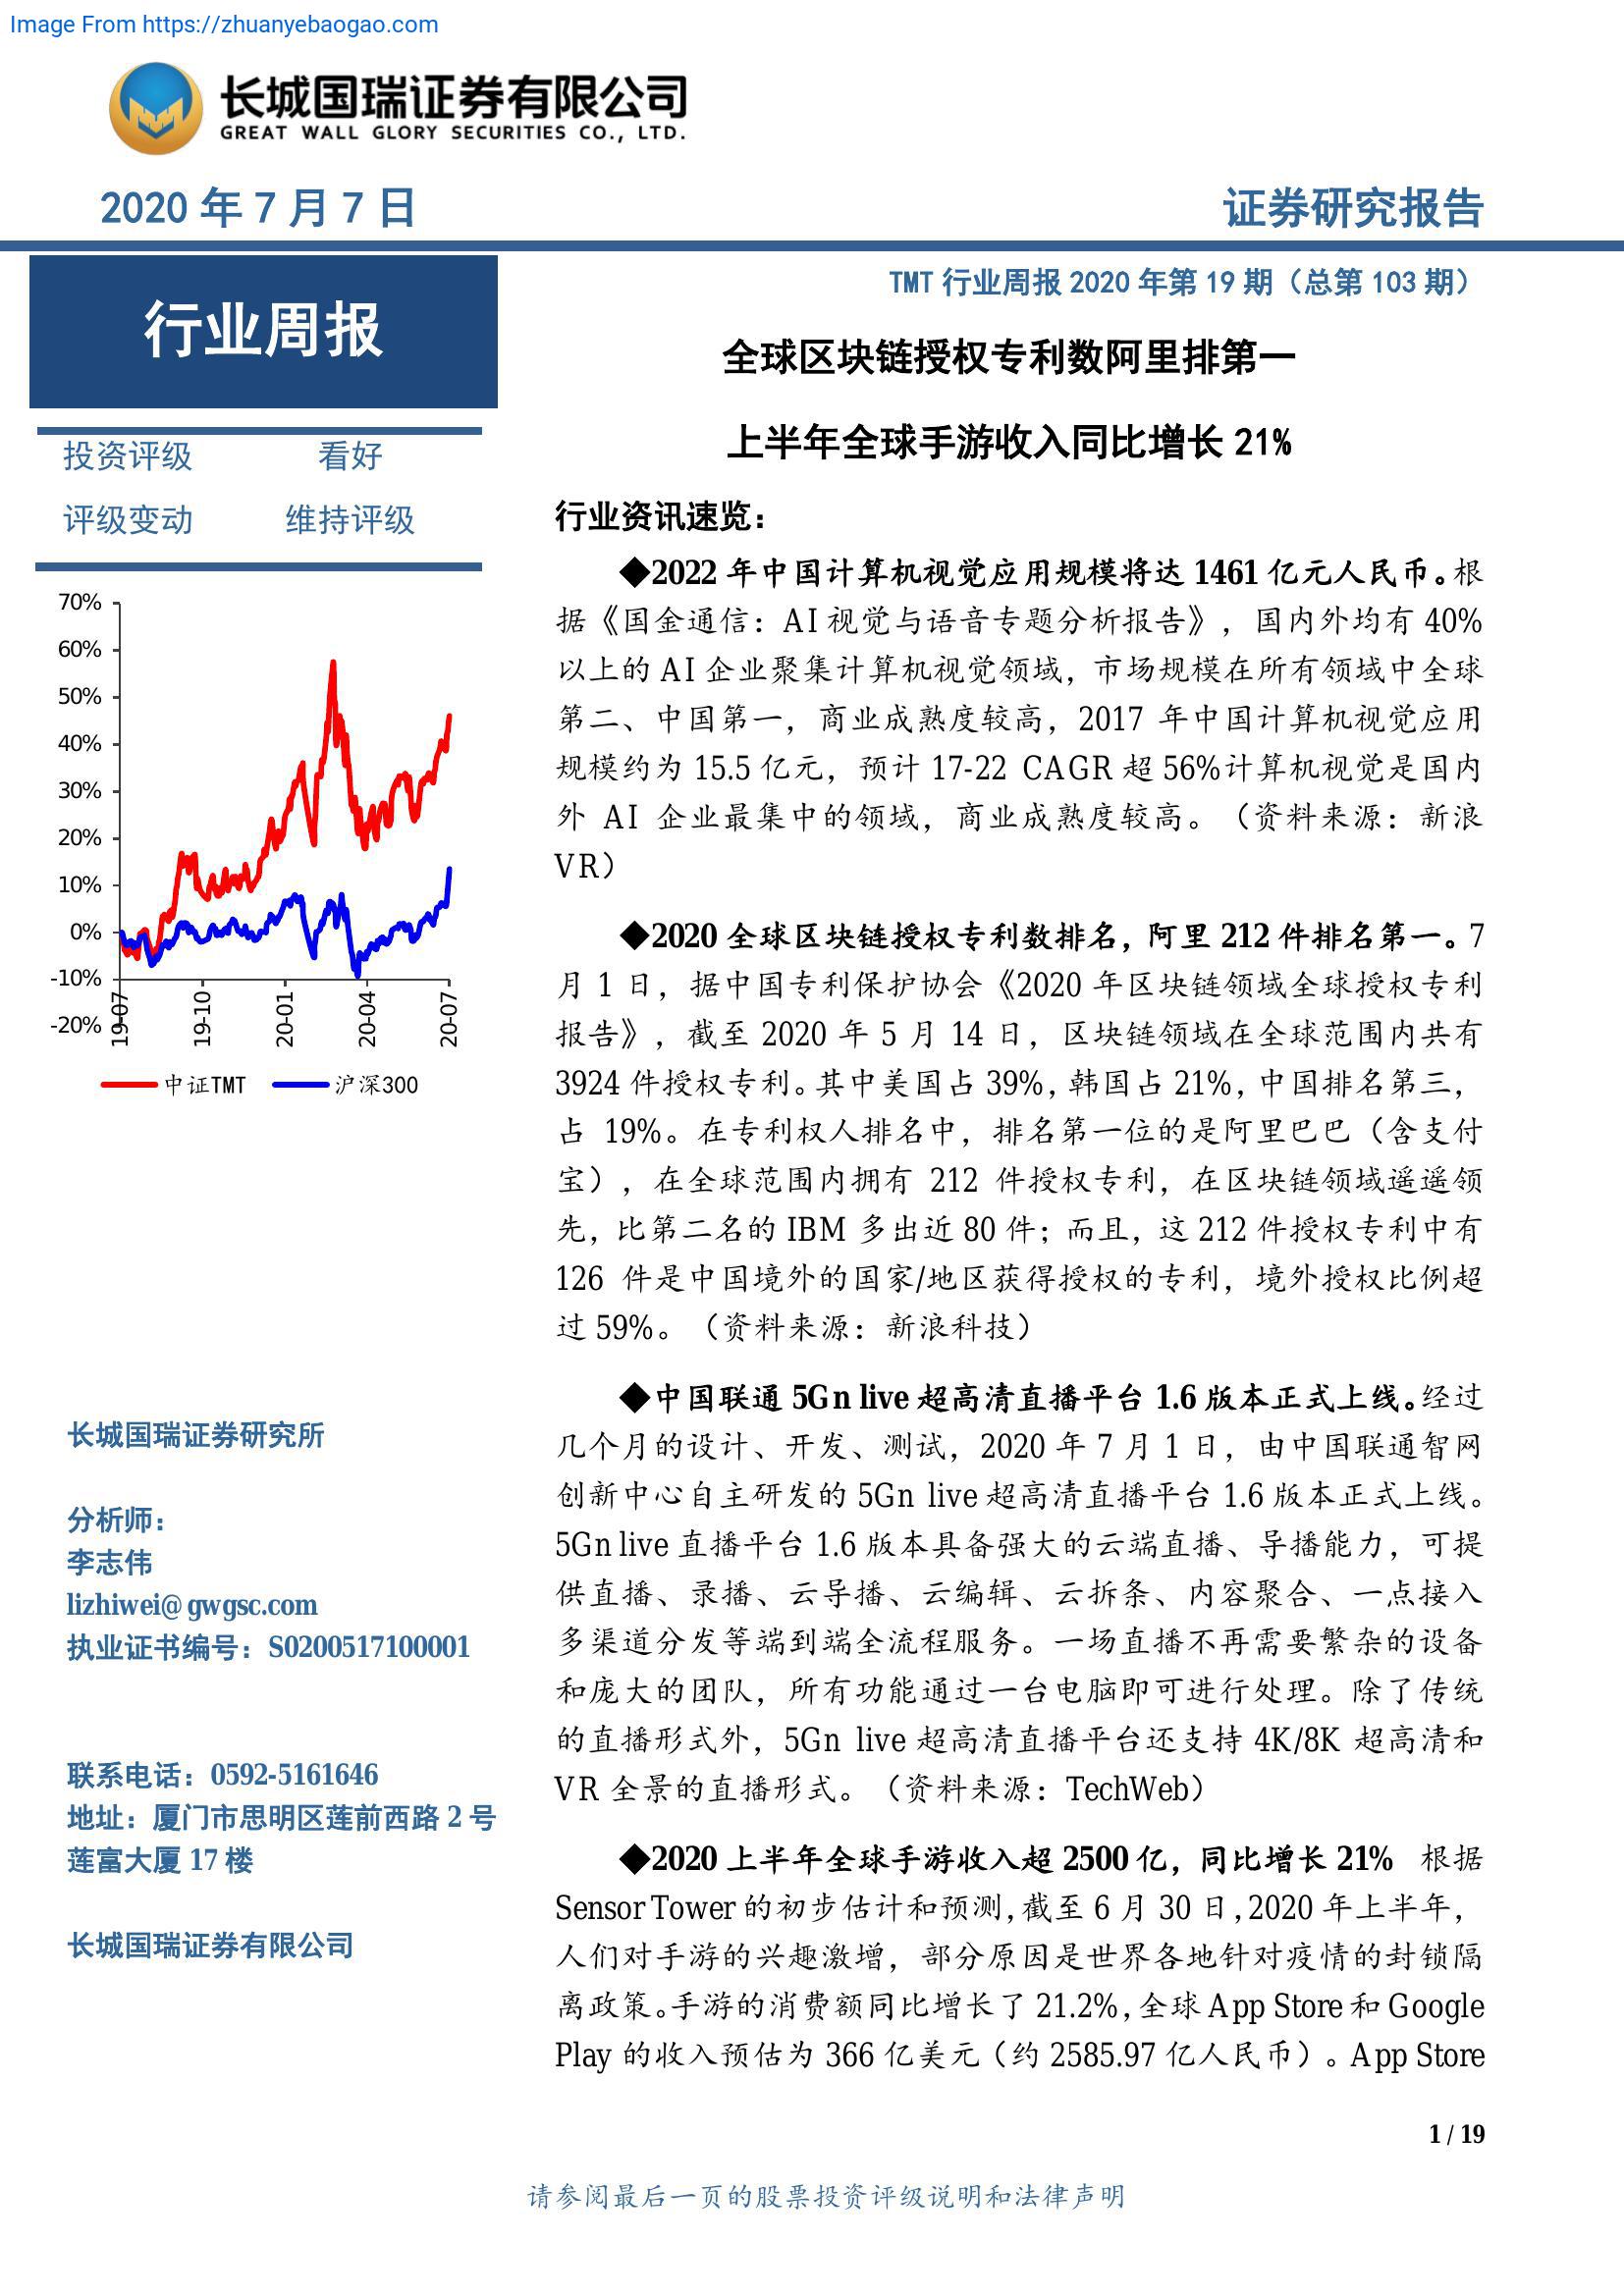 Image From https://zhuanyebaogao.com
长城国瑞证券有限公司
GREAT WALL GLORY SECURITIES CO., LTD.
2020 年 7 月 7 日
证券研究报告
行业周报
投资评级 看好
评级变动 维持评级
70%
60%
50%
40%
30%
20%
10%
0%
-10%
-20%
19-07
19-10
20-01
20-04
20-07
中证TMT 沪深300
长城国瑞证券研究所
分析师：
李志伟
lizhiwei@gwgsc.com
执业证书编号：S0200517100001
联系电话：0592-5161646
地址：厦门市思明区莲前西路 2 号
莲富大厦 17 楼
长城国瑞证券有限公司
TMT 行业周报 2020 年第 19 期（总第 103 期）
全球区块链授权专利数阿里排第一
上半年全球手游收入同比增长 21%
行业资讯速览：
◆2022 年中国计算机视觉应用规模将达 1461 亿元人民币。根
据《国金通信：AI 视觉与语音专题分析报告》，国内外均有 40%
以上的 AI 企业聚集计算机视觉领域，市场规模在所有领域中全球
第二、中国第一，商业成熟度较高，2017 年中国计算机视觉应用
规模约为 15.5 亿元，预计 17-22 CAGR 超 56%计算机视觉是国内
外 AI 企业最集中的领域，商业成熟度较高。（资料来源：新浪
VR）
◆2020 全球区块链授权专利数排名，阿里 212 件排名第一。7
月 1 日，据中国专利保护协会《2020 年区块链领域全球授权专利
报告》，截至 2020 年 5 月 14 日，区块链领域在全球范围内共有
3924 件授权专利。其中美国占 39%，韩国占 21%，中国排名第三，
占 19%。在专利权人排名中，排名第一位的是阿里巴巴（含支付
宝），在全球范围内拥有 212 件授权专利，在区块链领域遥遥领
先，比第二名的 IBM 多出近 80 件；而且，这 212 件授权专利中有
126 件是中国境外的国家/地区获得授权的专利，境外授权比例超
过 59%。（资料来源：新浪科技）
◆中国联通 5Gn live 超高清直播平台 1.6 版本正式上线。经过
几个月的设计、开发、测试，2020 年 7 月 1 日，由中国联通智网
创新中心自主研发的 5Gn live 超高清直播平台 1.6 版本正式上线。
5Gn live 直播平台 1.6 版本具备强大的云端直播、导播能力，可提
供直播、录播、云导播、云编辑、云拆条、内容聚合、一点接入
多渠道分发等端到端全流程服务。一场直播不再需要繁杂的设备
和庞大的团队，所有功能通过一台电脑即可进行处理。除了传统
的直播形式外，5Gn live 超高清直播平台还支持 4K/8K 超高清和
VR 全景的直播形式。（资料来源：TechWeb）
◆2020 上半年全球手游收入超 2500 亿，同比增长 21% 根据
Sensor Tower 的初步估计和预测，截至 6 月 30 日，2020 年上半年，
人们对手游的兴趣激增，部分原因是世界各地针对疫情的封锁隔
离政策。手游的消费额同比增长了 21.2%，全球 App Store 和 Google
Play 的收入预估为 366 亿美元（约 2585.97 亿人民币）。App Store
1 / 19
请参阅最后一页的股票投资评级说明和法律声明